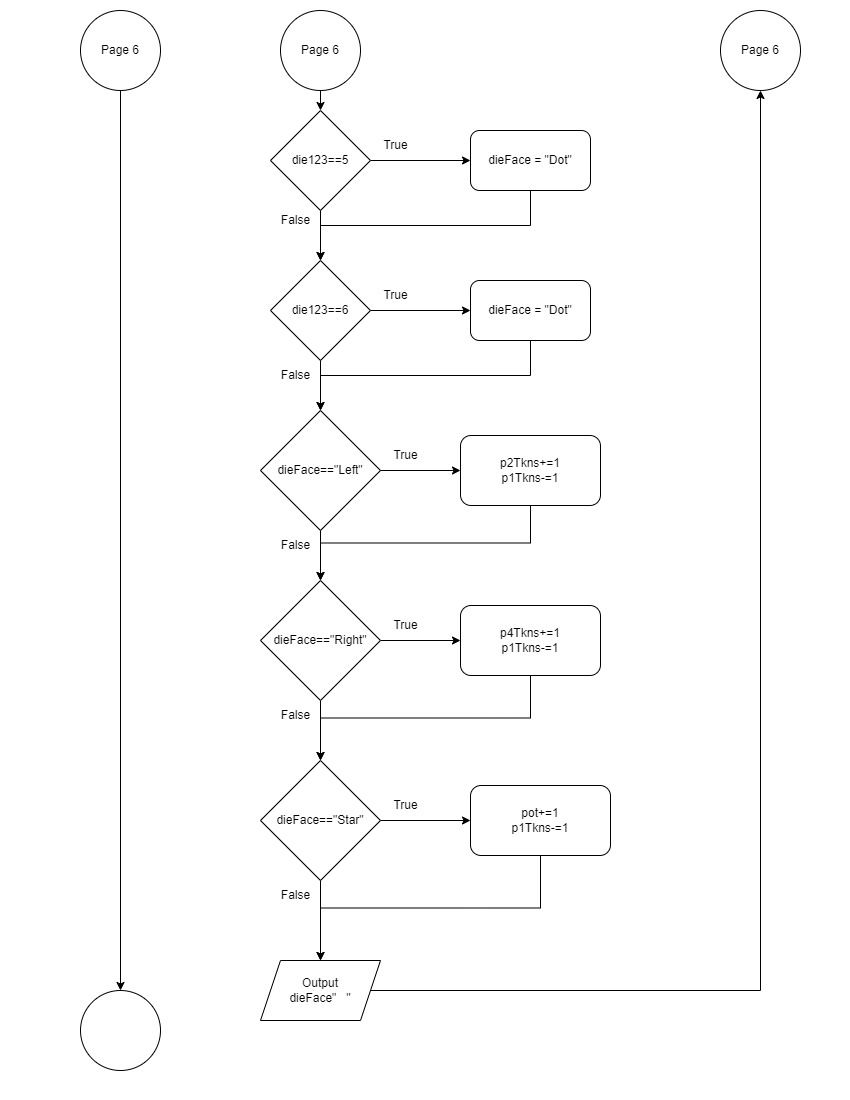 Page 6
Page 6
Page 6
die123==5
True
dieFace = "Dot"
False
die123==6
True
dieFace = "Dot"
False
dieFace=="Left"
True
p2Tkns+=1
p1Tkns-=1
False
dieFace=="Right"
True
p4Tkns+=1
p1Tkns-=1
False
dieFace=="Star"
True
pot+=1
p1Tkns-=1
False
Output
dieFace"   "